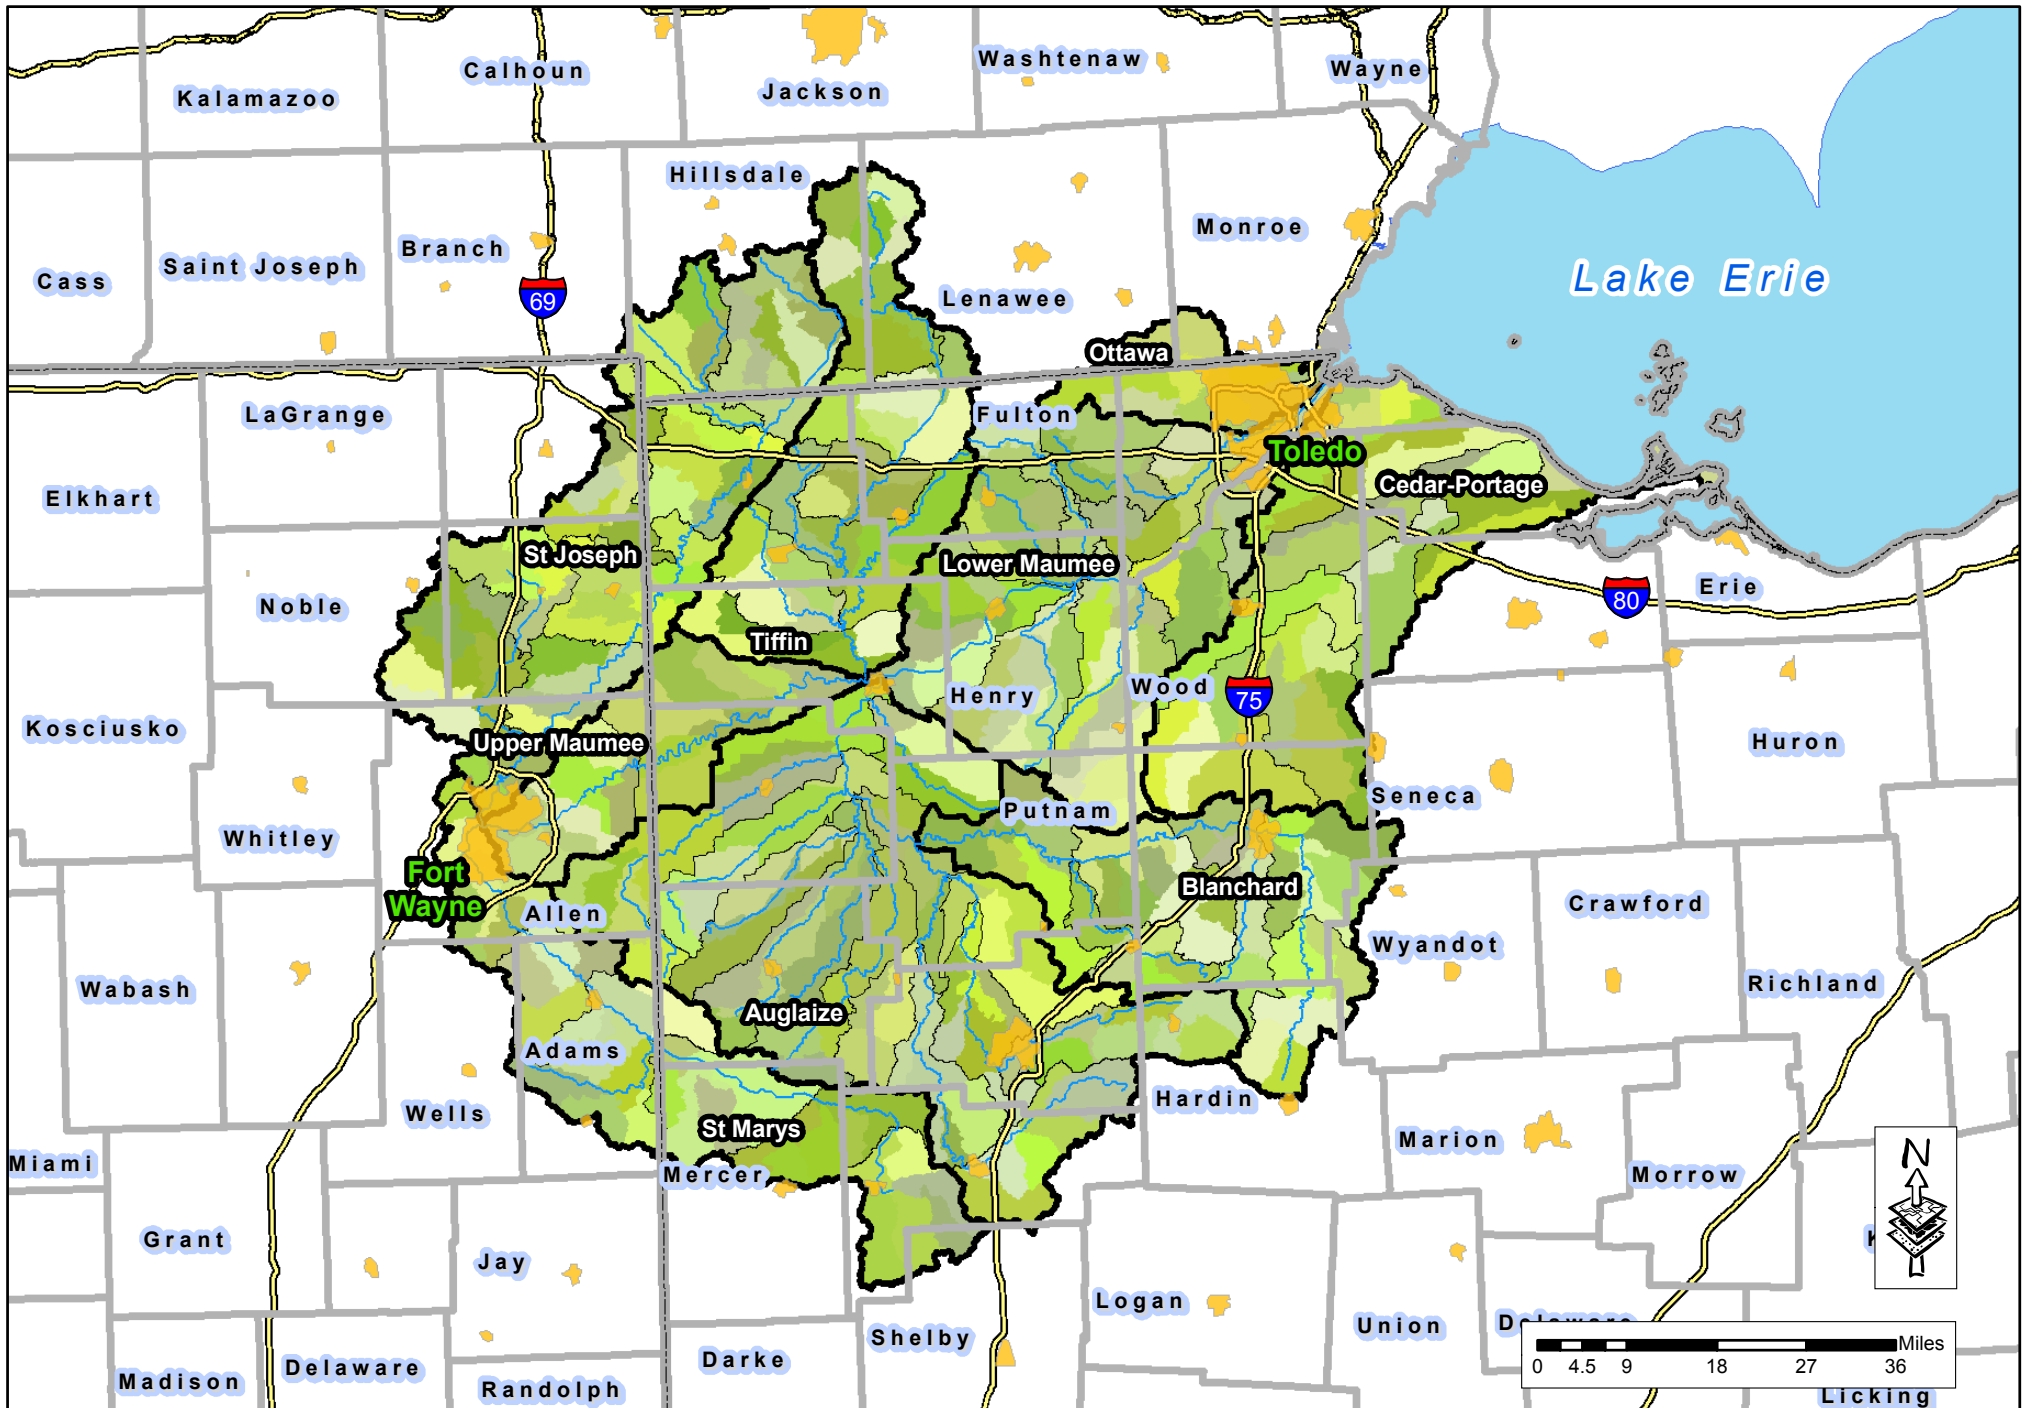 Calhoun
Washtenaw
Wayne
Kalamazoo
Jackson
Hillsdale
Monroe
Branch
Saint Joseph
Cass
Lenawee
Lake Erie
69
Ottawa
LaGrange
Fulton
Toledo
Elkhart
Cedar-Portage
St Joseph
Lower Maumee
Erie
80
Noble
Tiffin
Henry
Wood
75
Kosciusko
Upper Maumee
Huron
Putnam
Seneca
Whitley
Fort
Wayne
Blanchard
Allen
Crawford
Wyandot
Wabash
Richland
Auglaize
Adams
Wells
Hardin
St Marys
Marion
Miami
Mercer
Morrow
N
Grant
Jay
Logan
Union
Delaware
Shelby
Darke
Madison
Delaware
Randolph
Licking
Miles
0 4.5 9 18 27 36